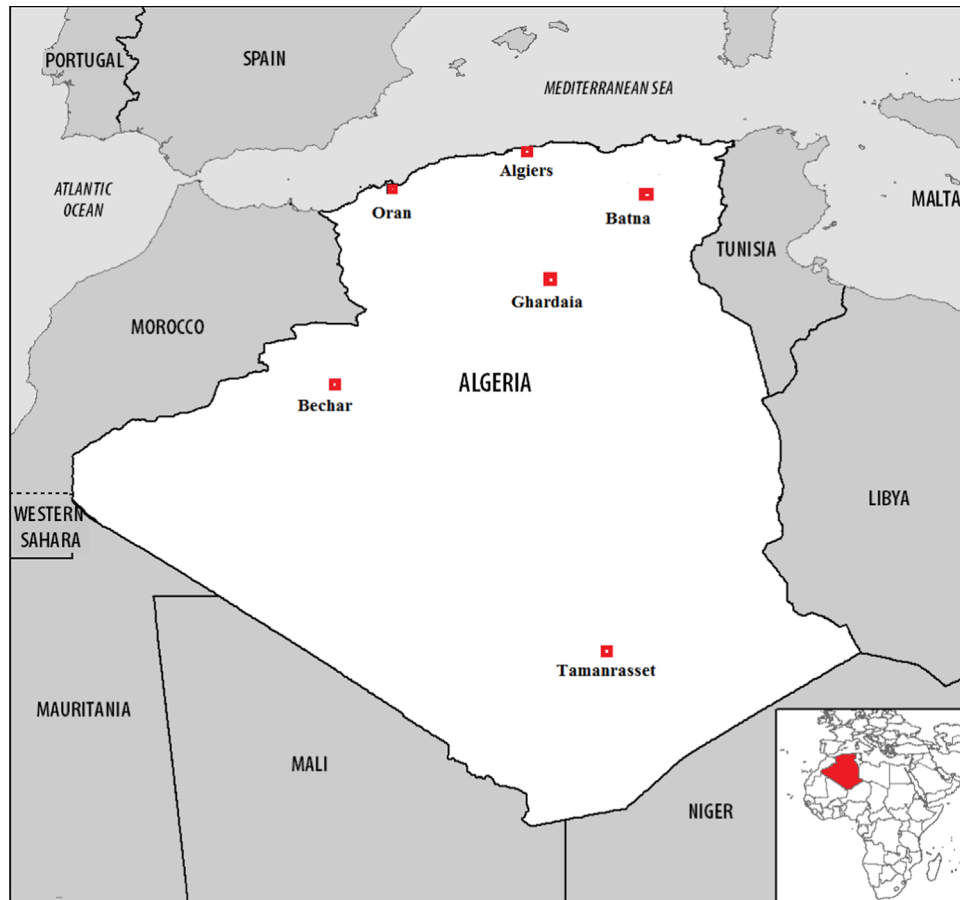 PORTUGAL
SPAIN
MEDITERRANEAN SEA
Algiers
ATLANTIC
OCEAN
Oran
Batna
MALTA
TUNISIA
Ghardaia
MOROCCO
ALGERIA
Bechar
LIBYA
WESTERN
SAHARA
Tamanrasset
MAURITANIA
MALI
NIGER